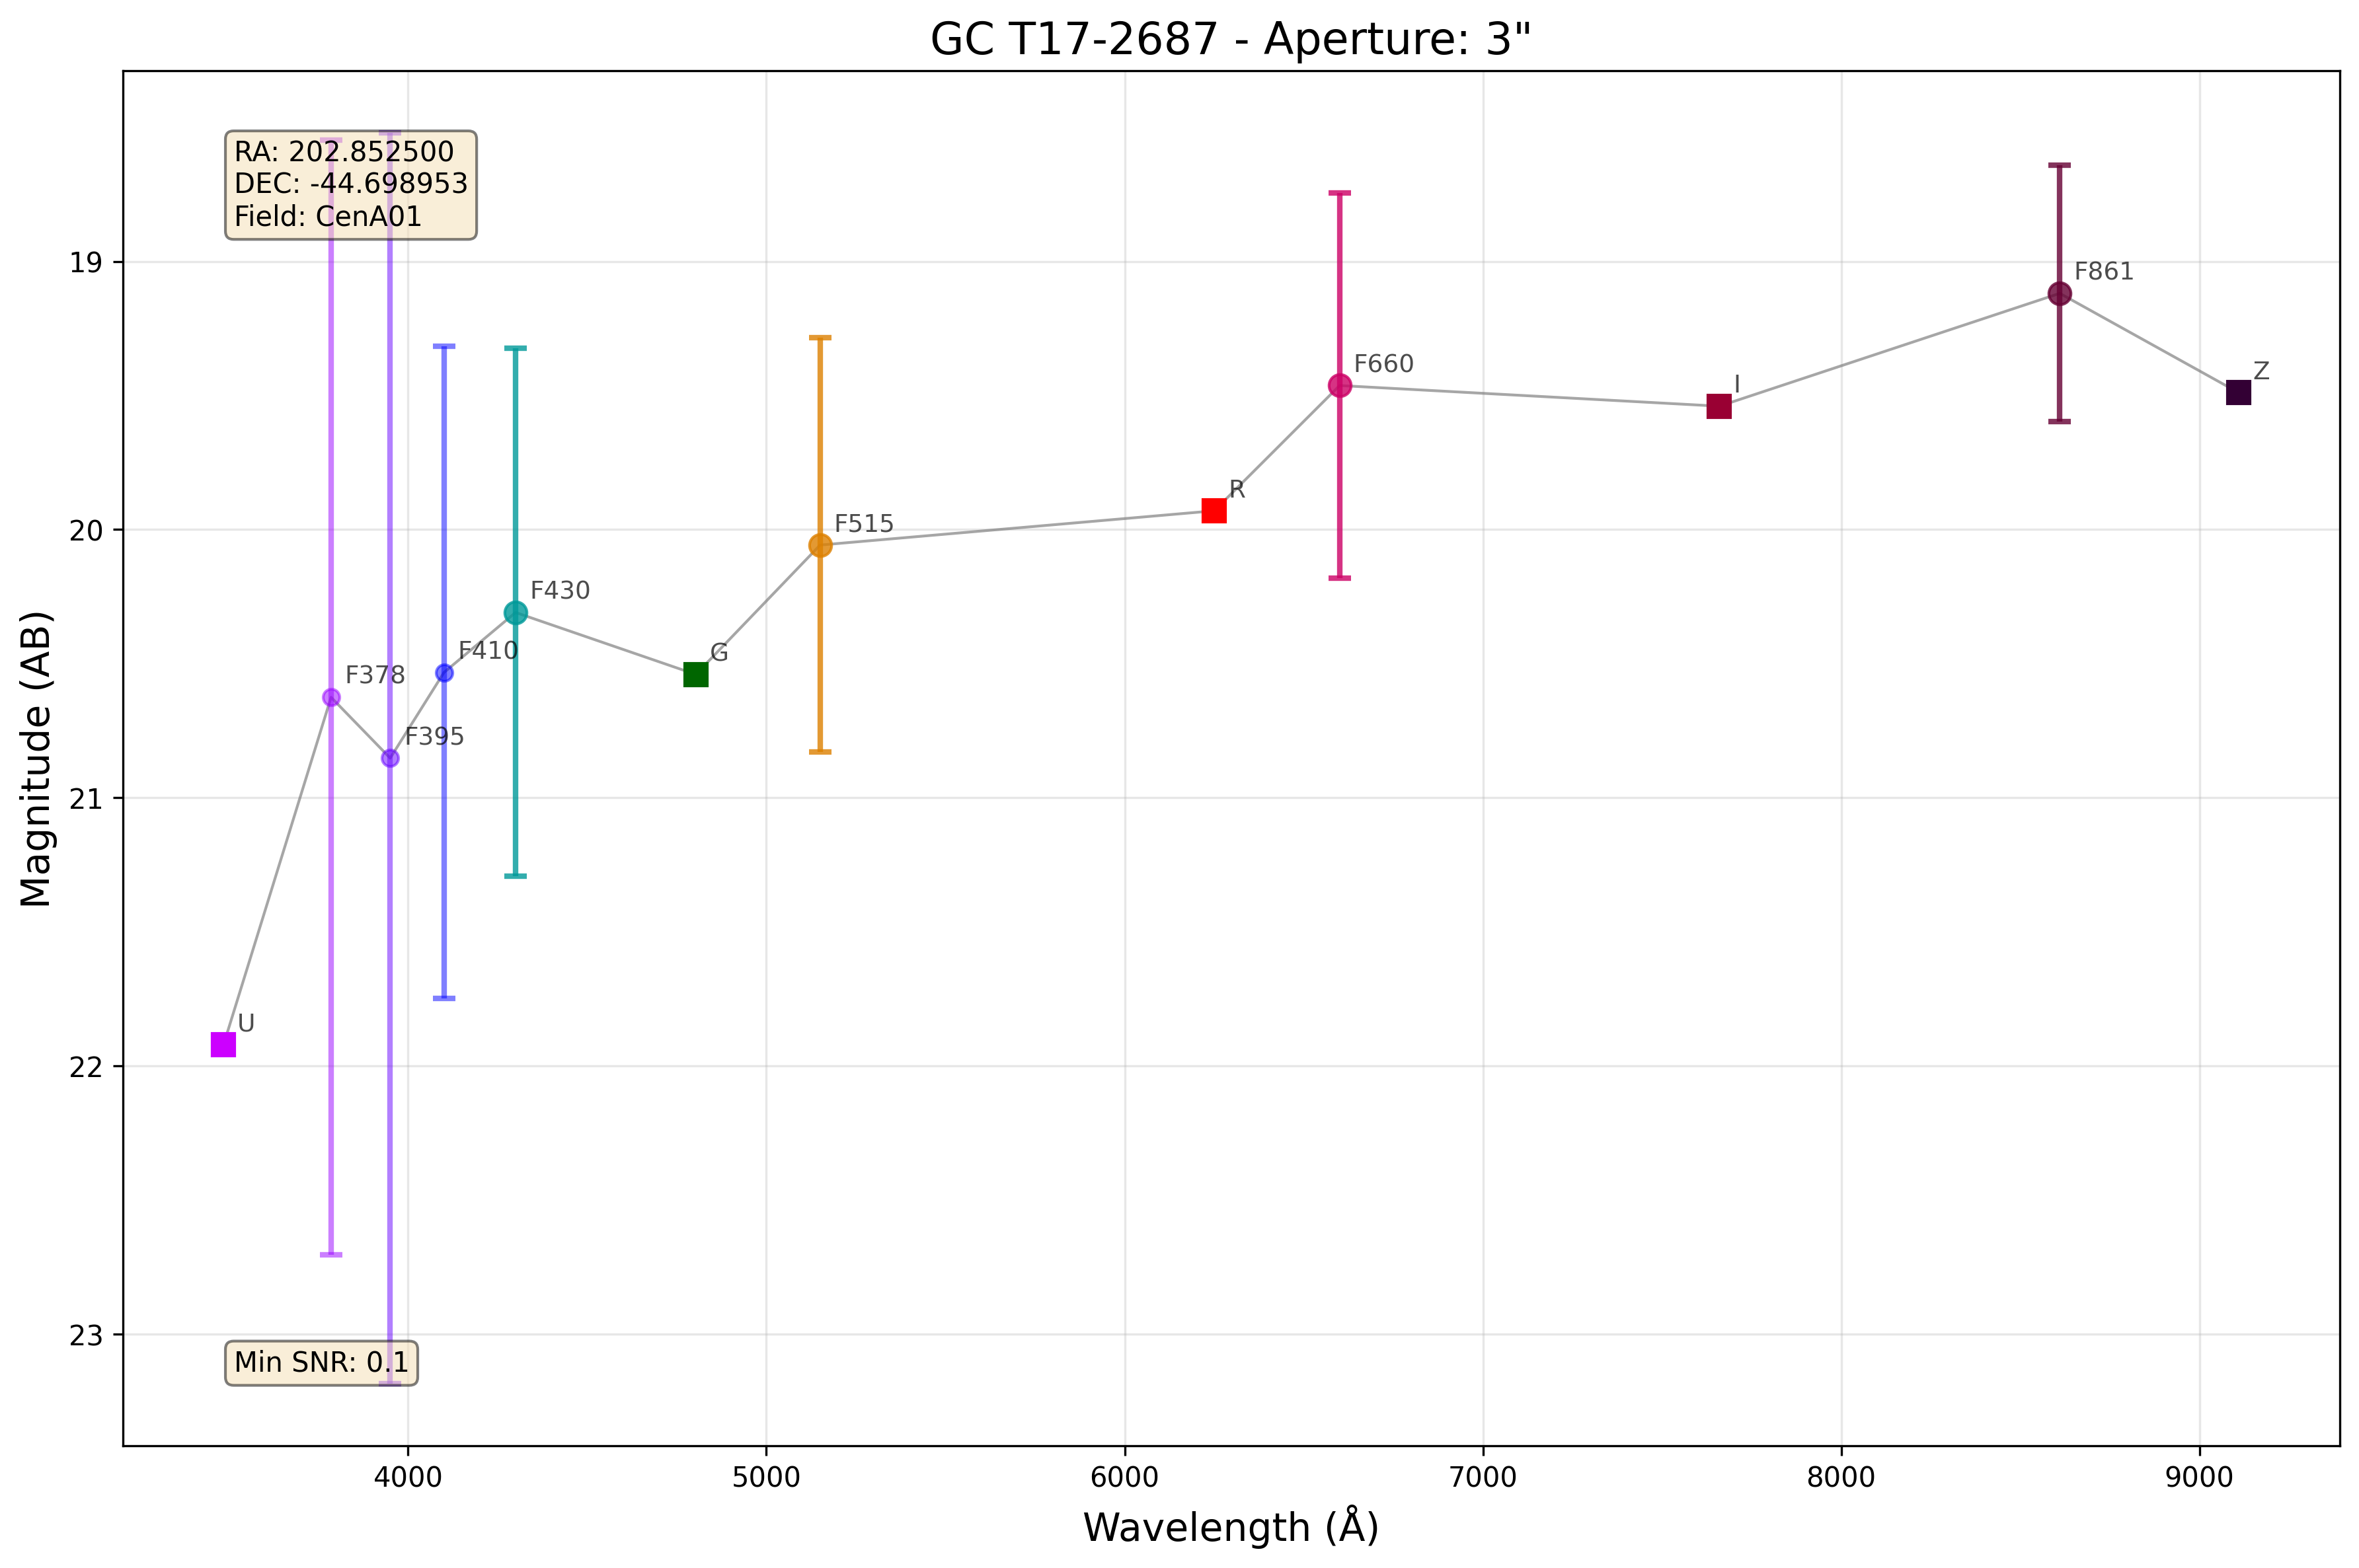 GC T17-2687 - Aperture: 3"
RA: 202.852500
DEC: -44.698953
Field: CenA01
19
20
21
22
23
Magnitude (AB)
U
F378
F395
F410
F430
G
F515
R
F660
I
F861
Z
Min SNR: 0.1
4000
5000
6000
7000
8000
9000
Wavelength (Å)